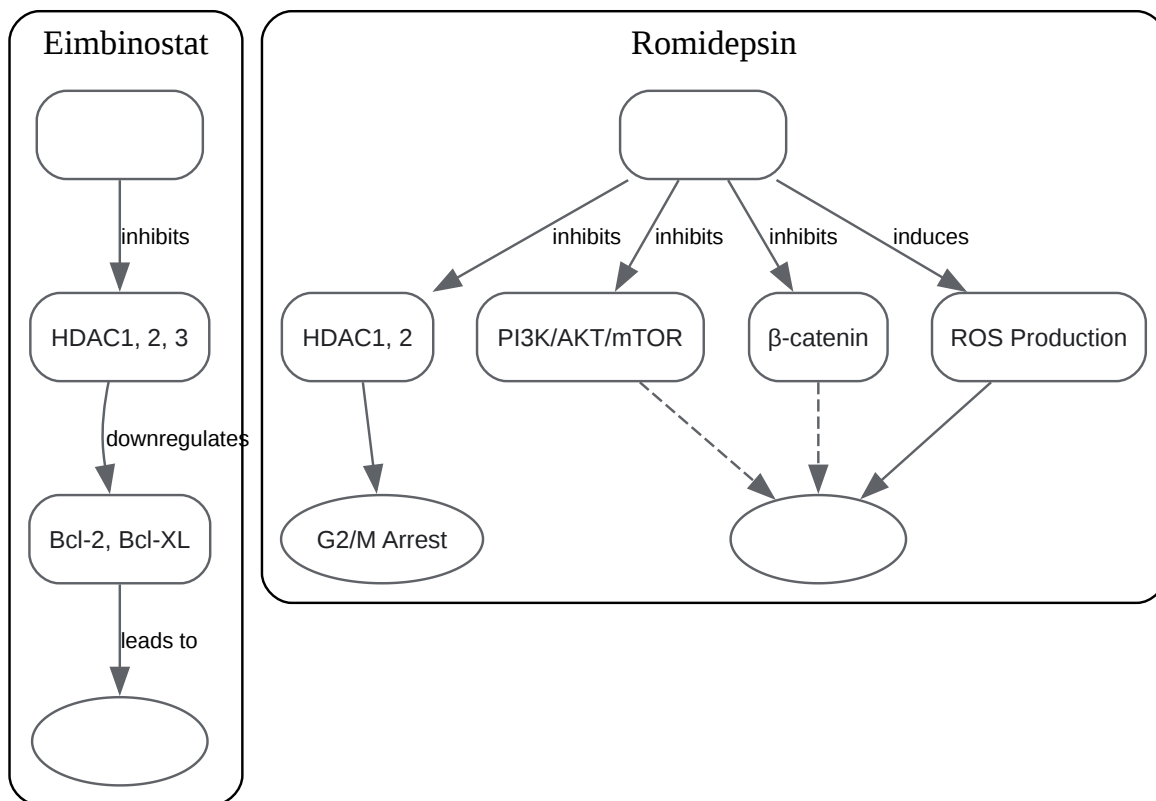 Eimbinostat
inhibits
HDAC1, 2, 3
downregulates
Bcl-2, Bcl-XL
leads to
Romidepsin
inhibits
inhibits
inhibits
induces
HDAC1, 2
PI3K/AKT/mTOR
β-catenin
ROS Production
G2/M Arrest